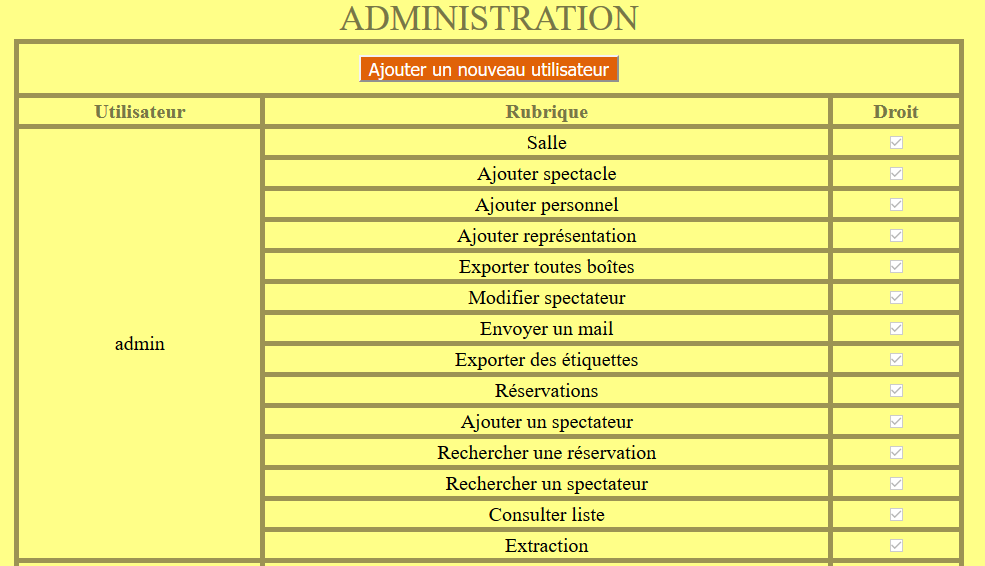 ADMINISTRATION
Ajouter un nouveau utilisateur
Utilisateur Rubrique Droit
Salle
Ajouter spectacle
Ajouter personnel
Ajouter représentation
Exporter toutes boîtes
Modifier spectateur
Envoyer un mail
admin
Exporter des étiquettes
Réservations
Ajouter un spectateur
Rechercher une réservation
Rechercher un spectateur
Consulter liste
Extraction